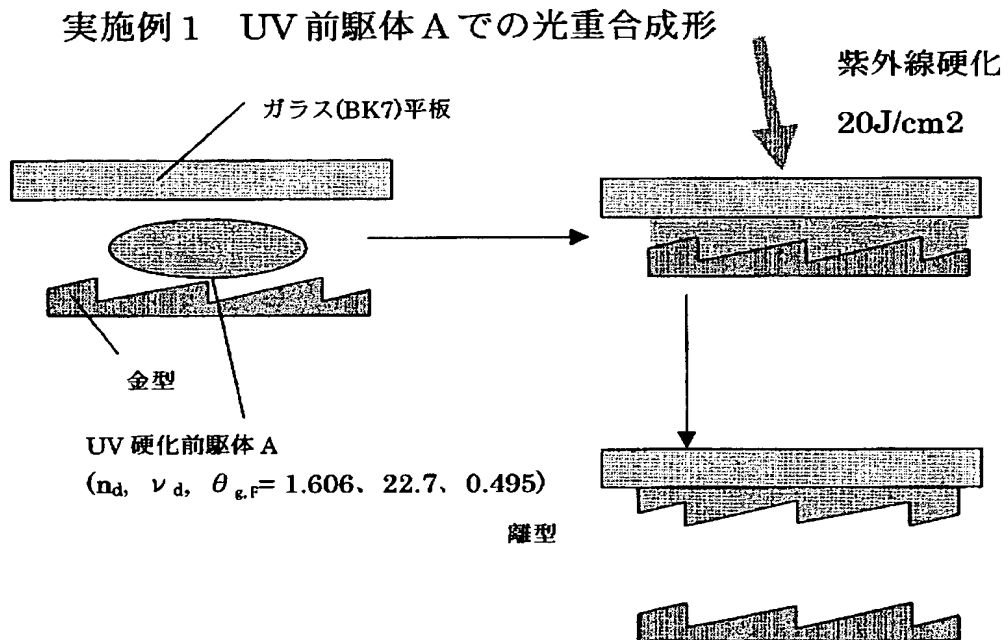 実施例1 UV前駆体Aでの光重合成形
紫外線硬化
20J/cm2
ガラス(BK7)平板
金型
UV硬化前駆体A
(nd, νd, θg,F= 1.606、22.7、0.495)
離型